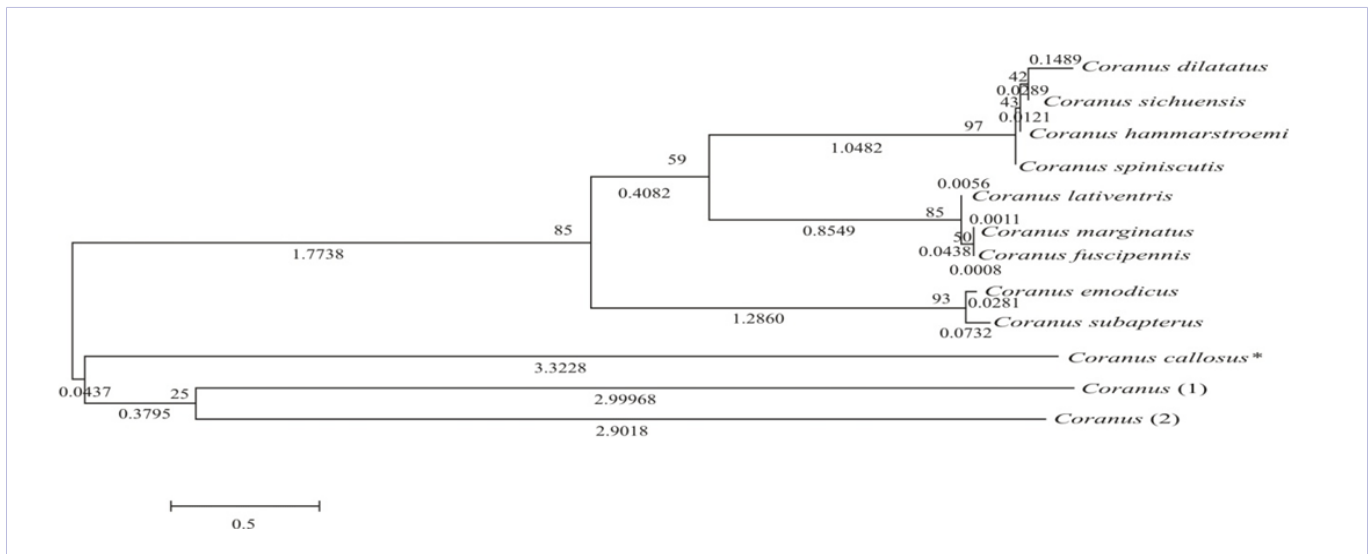 0.1489
Coranus dilatatus
42
0.0289
Coranus sichuensis
43
0.0121
Coranus hammarstroemi
97
1.0482
Coranus spiniscutis
59
0.4082
0.0056
Coranus lativentris
85
0.8549
0.0011
Coranus marginatus
50
0.0438
Coranus fuscipennis
0.0008
85
1.7738
Coranus emodicus
93
0.0281
1.2860
Coranus subapterus
0.0732
Coranus callosus*
3.3228
0.0437
25
0.3795
Coranus (1)
2.99968
Coranus (2)
2.9018
0.5